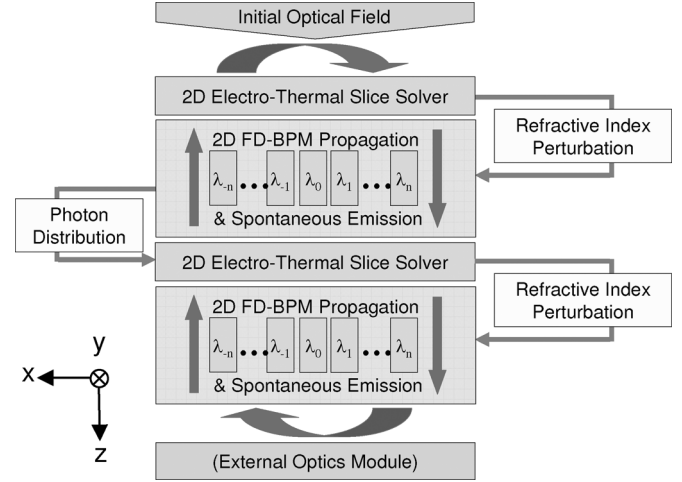 Initial Optical Field
2D Electro-Thermal Slice Solver
Refractive Index
Perturbation
2D FD-BPM Propagation
λ-n ••• λ-1 λ0 λ1 ••• λn
& Spontaneous Emission
Photon
Distribution
2D Electro-Thermal Slice Solver
Refractive Index
Perturbation
2D FD-BPM Propagation
λ-n ••• λ-1 λ0 λ1 ••• λn
& Spontaneous Emission
y
x
z
(External Optics Module)